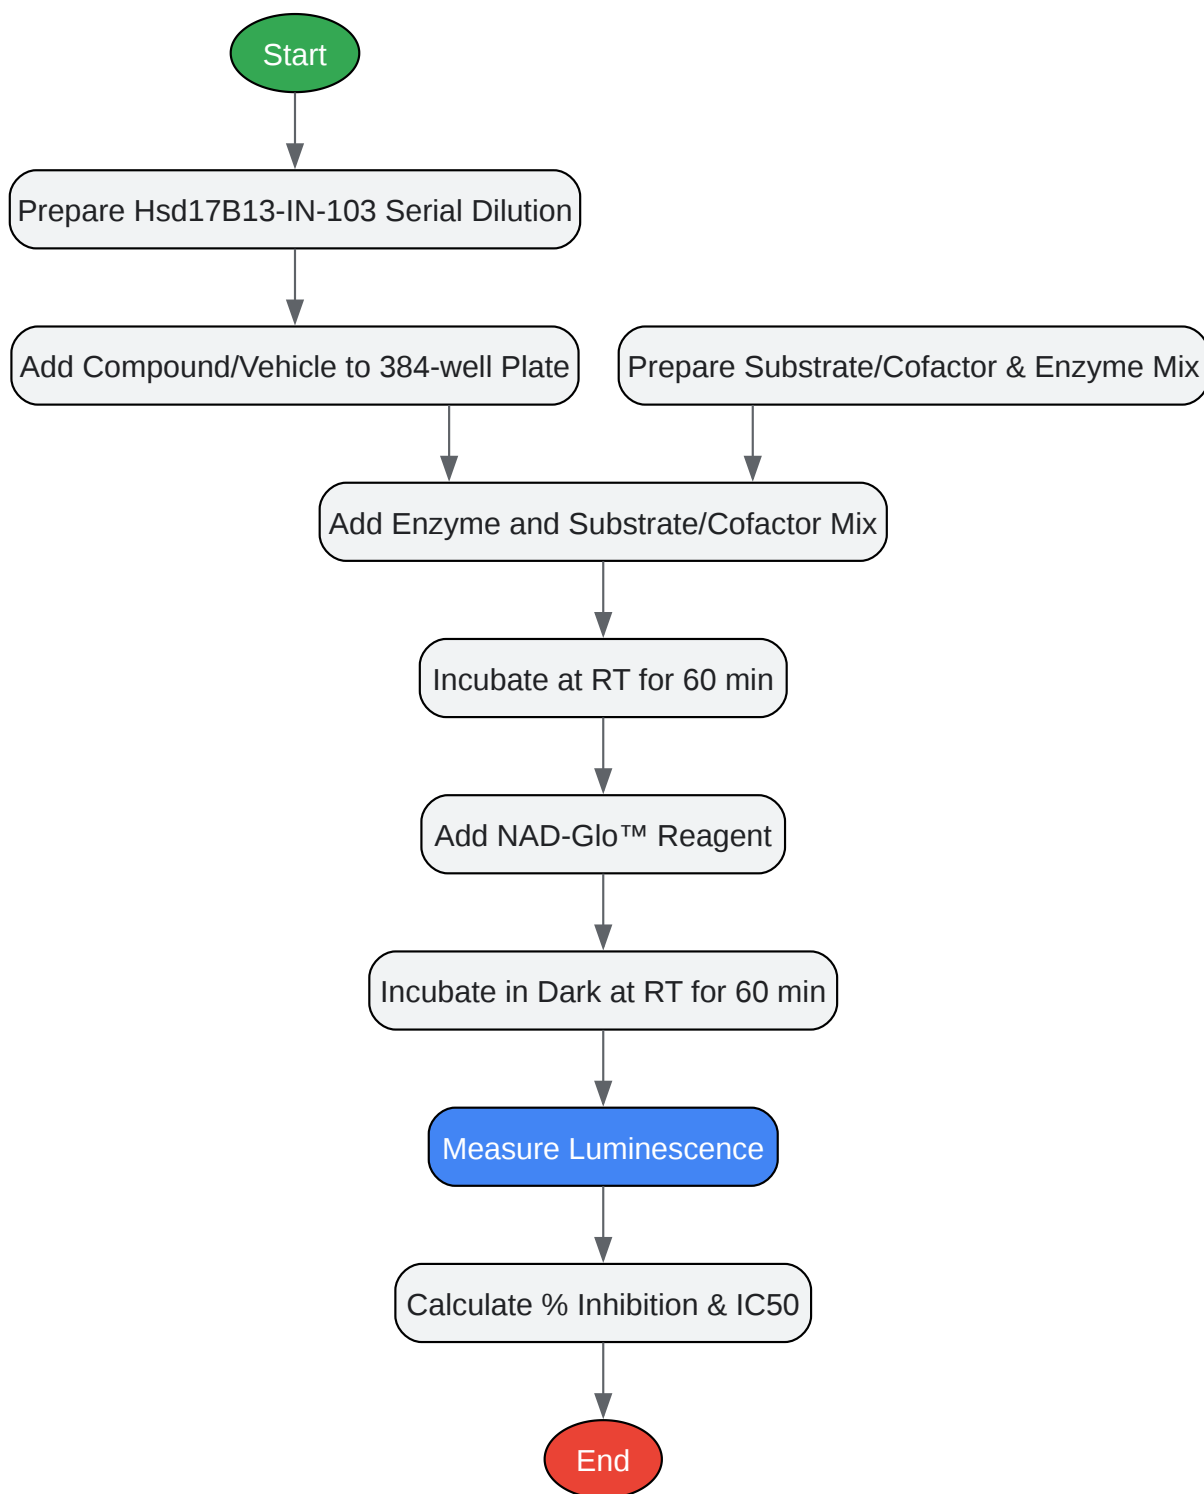 Start
Prepare Hsd17B13-IN-103 Serial Dilution
Add Compound/Vehicle to 384-well Plate
Prepare Substrate/Cofactor & Enzyme Mix
Add Enzyme and Substrate/Cofactor Mix
Incubate at RT for 60 min
Add NAD-Glo™ Reagent
Incubate in Dark at RT for 60 min
Measure Luminescence
Calculate % Inhibition & IC50
End